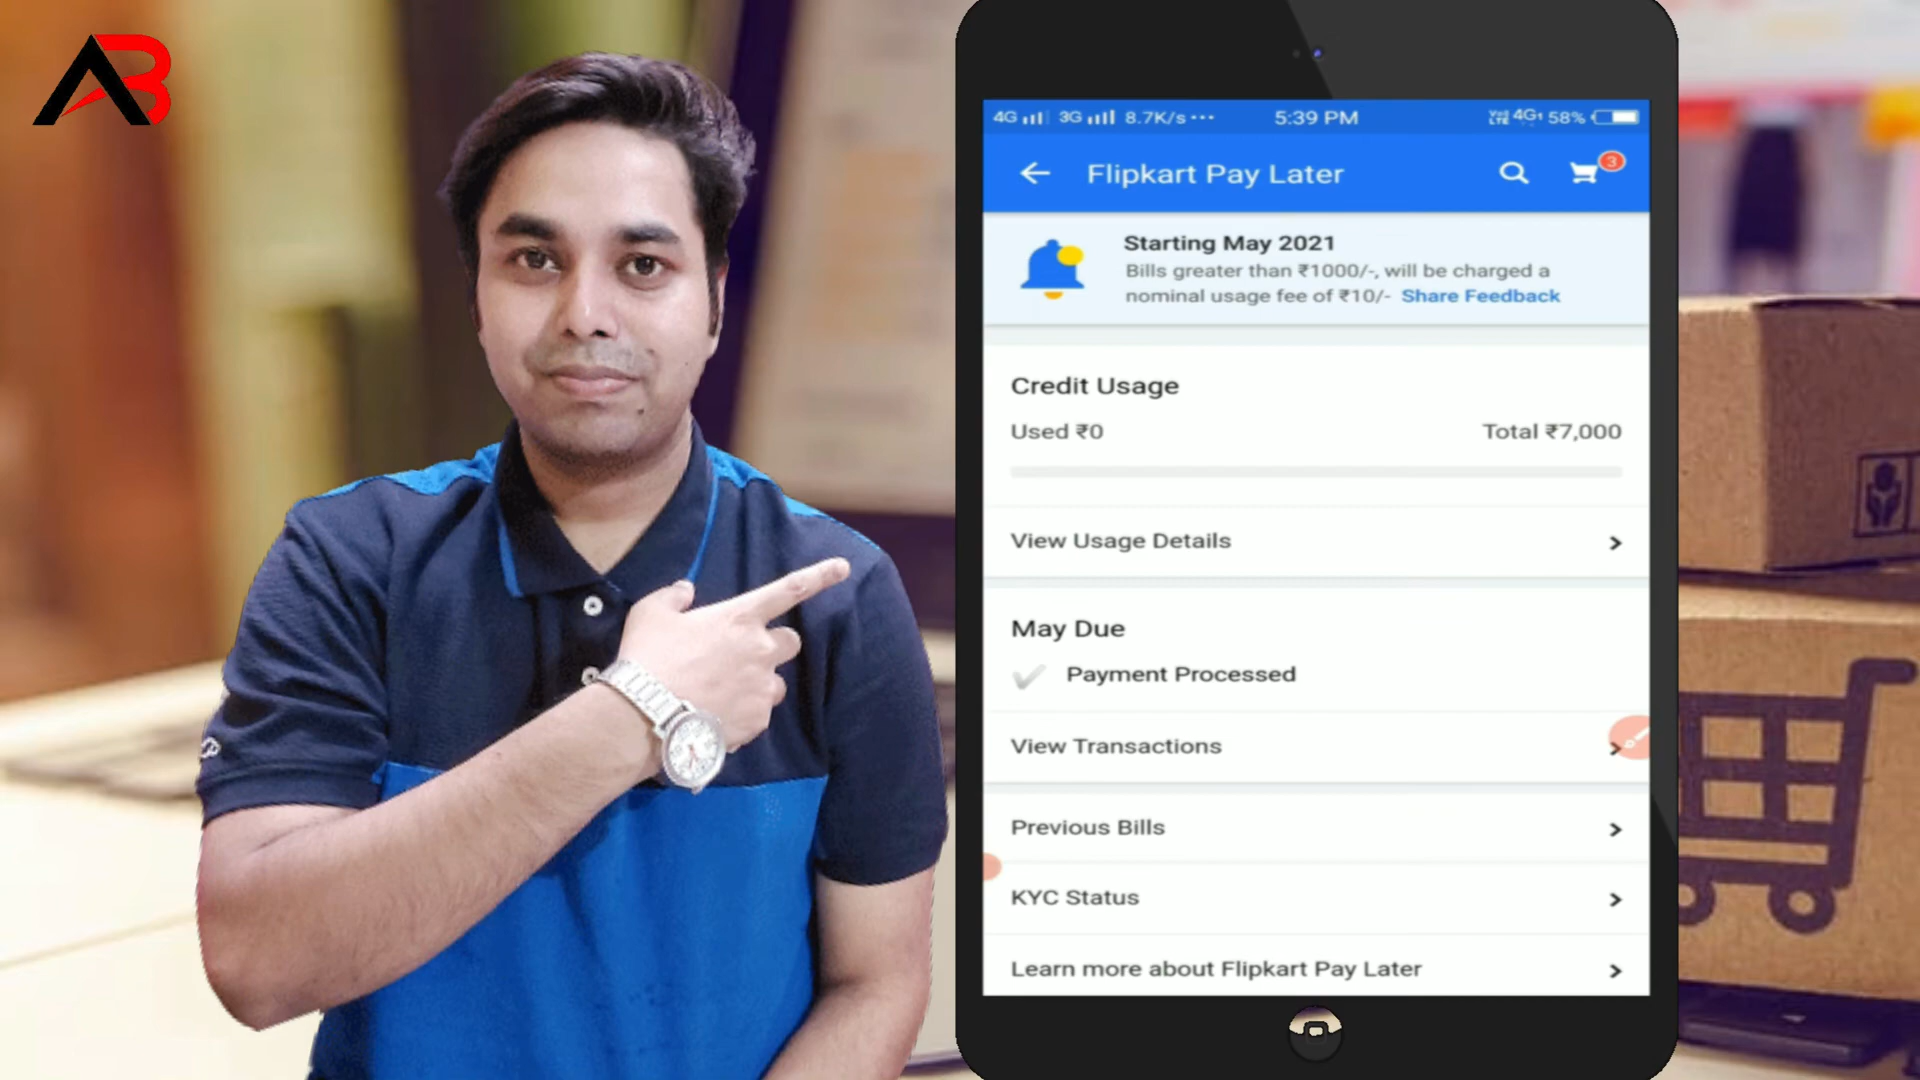 AB
4G 3G 8.7K/s ··· 5:39 PM 4G 58%
Flipkart Pay Later 3
Starting May 2021
Bills greater than ₹1000/-, will be charged a
nominal usage fee of ₹10/- Share Feedback
Credit Usage
Used ₹0 Total ₹7,000
View Usage Details
May Due
Payment Processed
View Transactions
Previous Bills
KYC Status
Learn more about Flipkart Pay Later